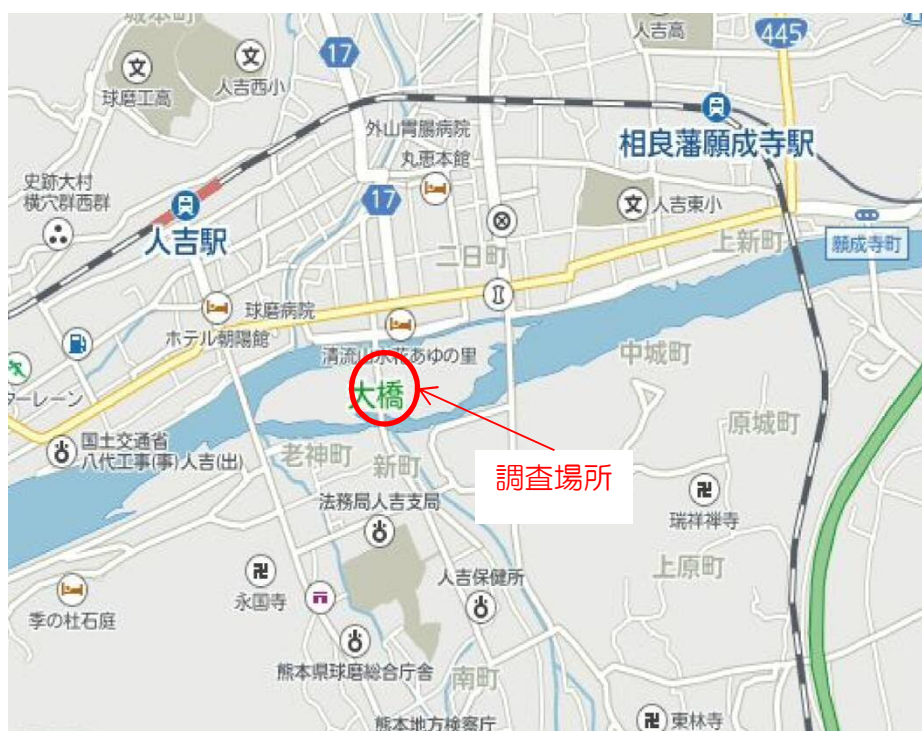 城本町
球磨工高
人吉西小
17
人吉高
445
外山胃腸病院
丸恵本館
相良藩願成寺駅
史跡大村
横穴群西群
17
人吉東小
人吉駅
二日町
上新町
願成寺町
球磨病院
ホテル朝陽館
清流山水花あゆの里
中城町
ターレーン
大橋
原城町
国土交通省
八代工事(事)人吉(出)
老神町
新町
調査場所
法務局人吉支局
瑞祥禅寺
上原町
永国寺
人吉保健所
季の杜石庭
熊本県球磨総合庁舎
南町
熊本地方検察庁
東林寺